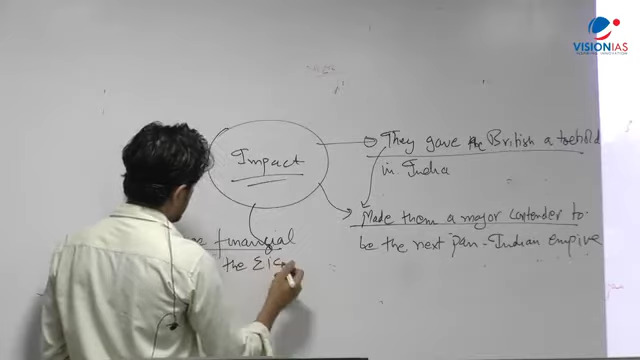 VISIONIAS
Impact
They gave the British a toehold
in India
Made them a major contender to
be the next Pan-Indian empire
financial
the EIC